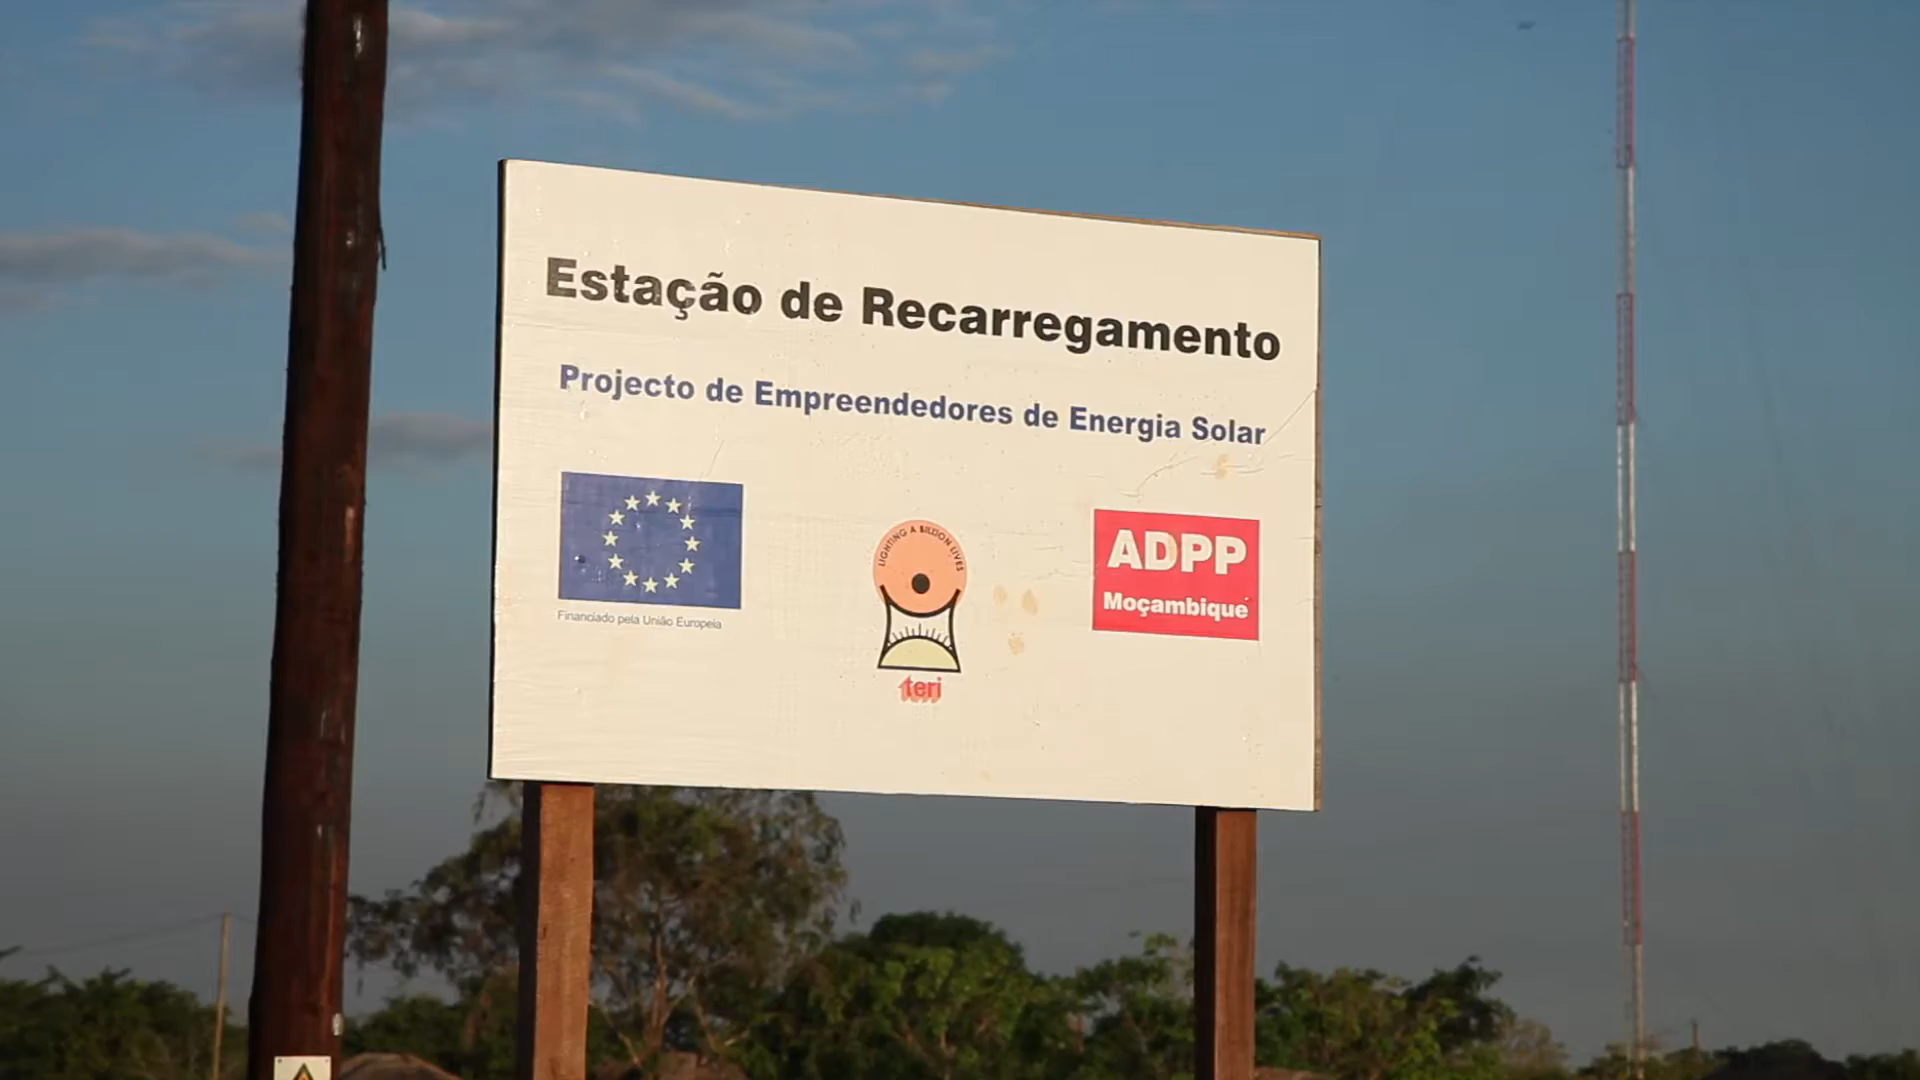 Estação de Recarregamento
Projecto de Empreendedores de Energia Solar
Financiado pela União Europeia
LIGHTING A BILLION LIVES
teri
ADPP
Moçambique